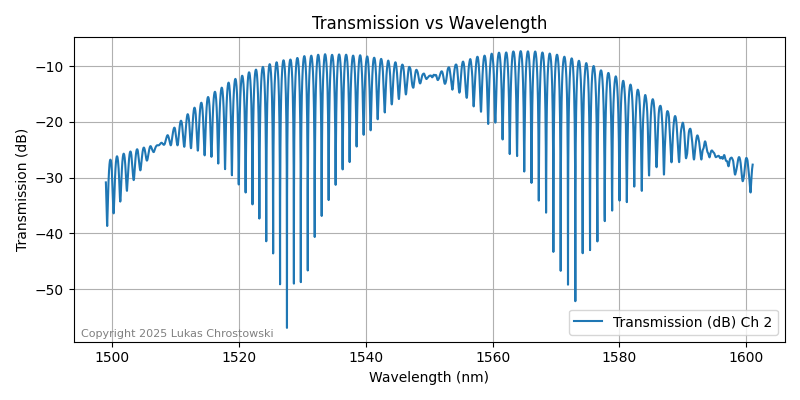 Transmission vs Wavelength
Transmission (dB)
−10
−20
−30
−40
−50
Copyright 2025 Lukas Chrostowski
Transmission (dB) Ch 2
1500 1520 1540 1560 1580 1600
Wavelength (nm)